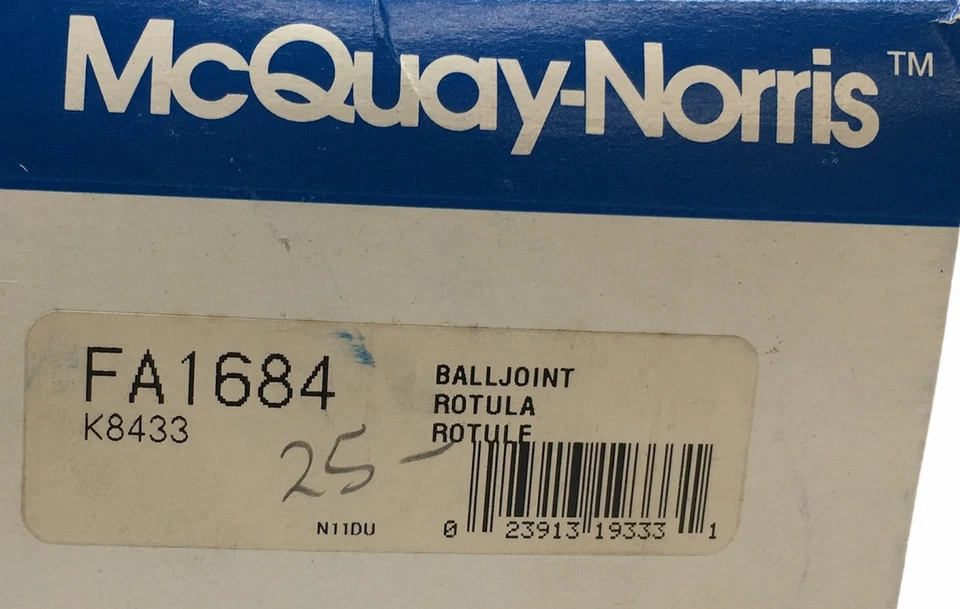 McQuay-Norris™
FA1684
K8433
BALLJOINT
ROTULA
ROTULE
25 —
N11DU
0 23913 19333 1